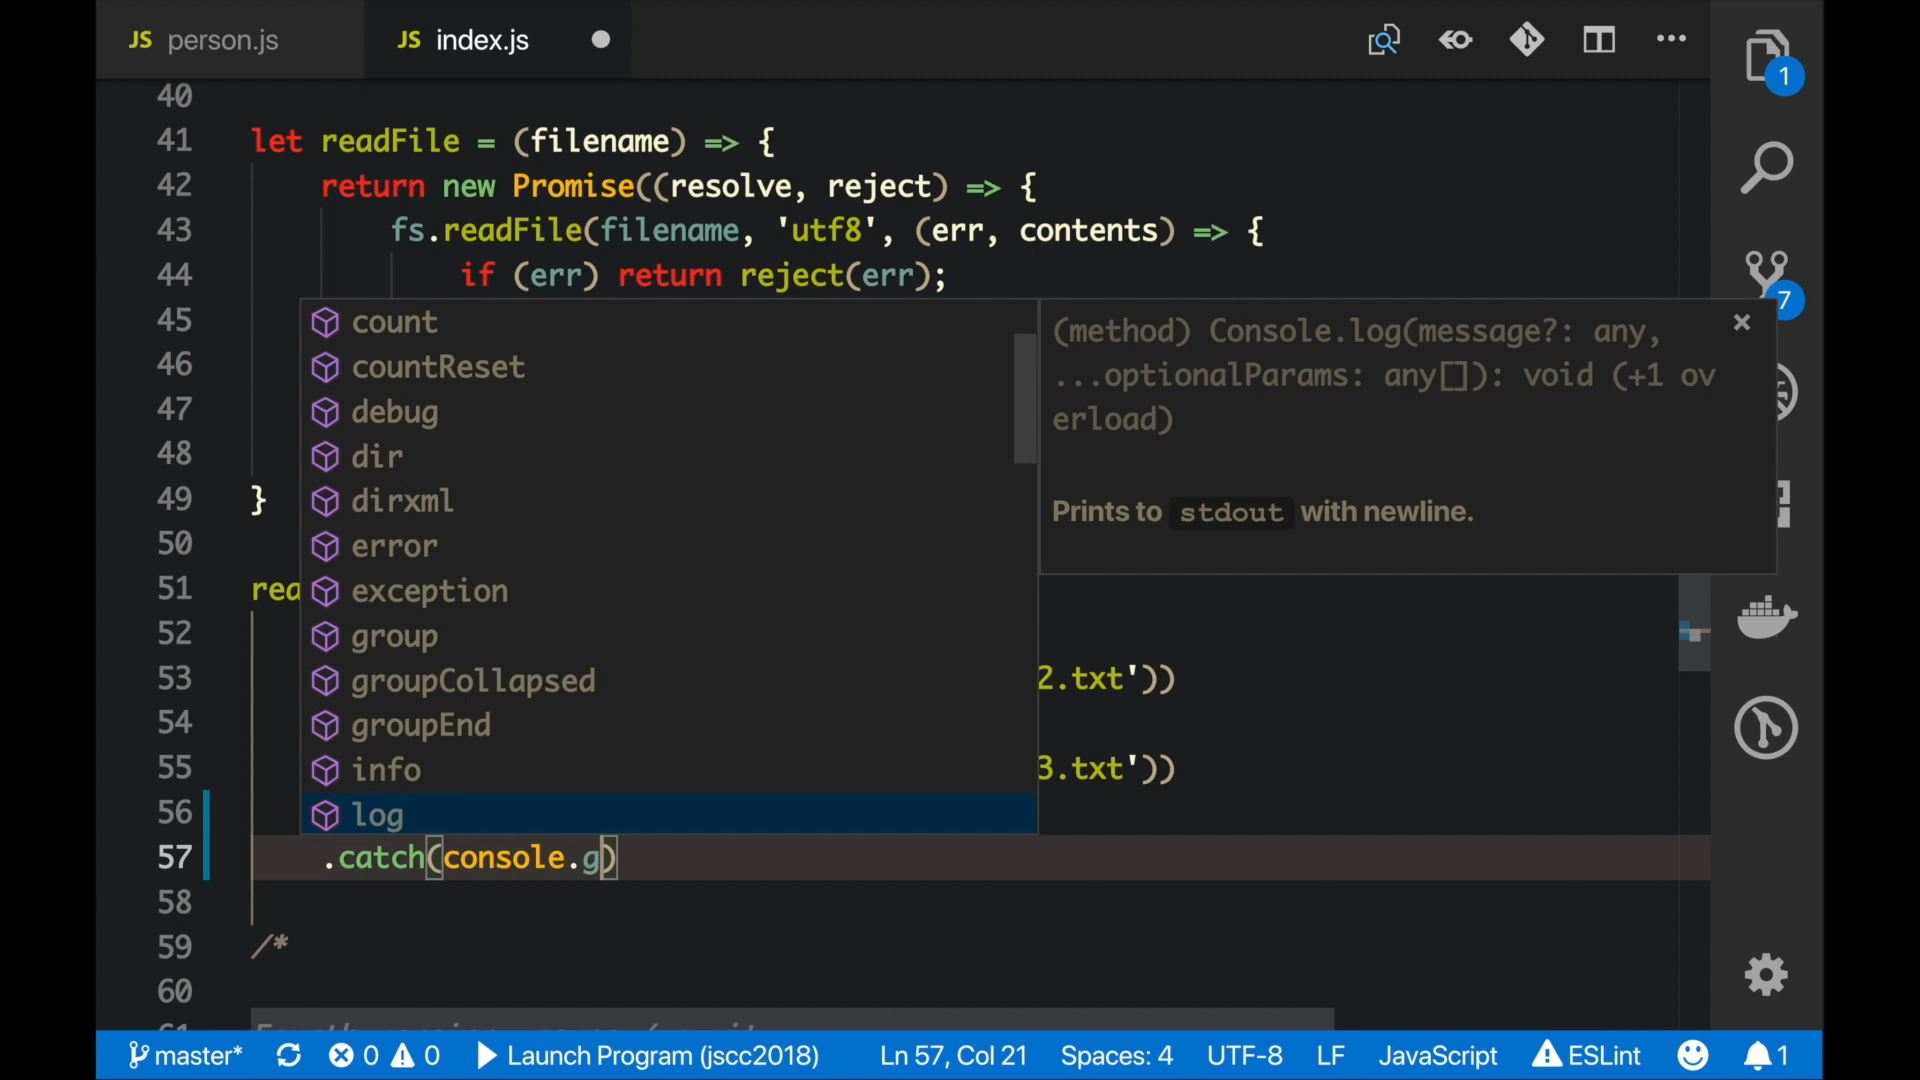 JS person.js JS index.js
40
41 let readFile = (filename) => {
42 return new Promise((resolve, reject) => {
43 fs.readFile(filename, 'utf8', (err, contents) => {
44 if (err) return reject(err);
45 count
countReset
46
debug
47
dir
48
dirxml
49 }
error
50
exception
51 rea
group
52
groupCollapsed
53 2.txt'))
groupEnd
54
info
55 3.txt'))
log
56
57 .catch(console.g)
58
59 /*
60
(method) Console.log(message?: any,
...optionalParams: any[]): void (+1 ov
erload)
Prints to stdout with newline.
1
7
master* 0 0 Launch Program (jscc2018) Ln 57, Col 21 Spaces: 4 UTF-8 LF JavaScript ESLint 1